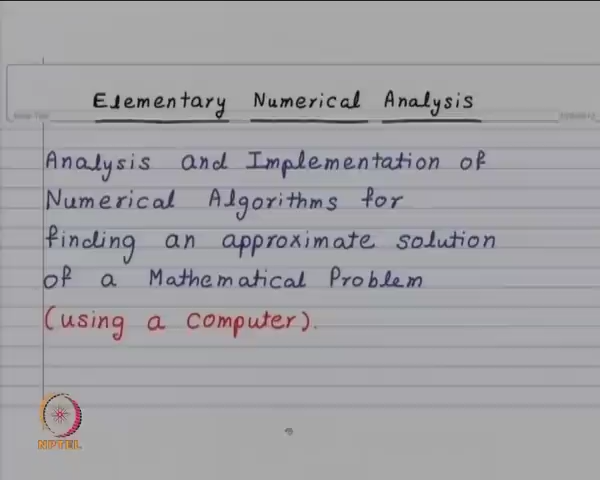 Elementary Numerical Analysis
Analysis and Implementation of
Numerical Algorithms for
finding an approximate solution
of a Mathematical Problem
(using a computer).
NPTEL